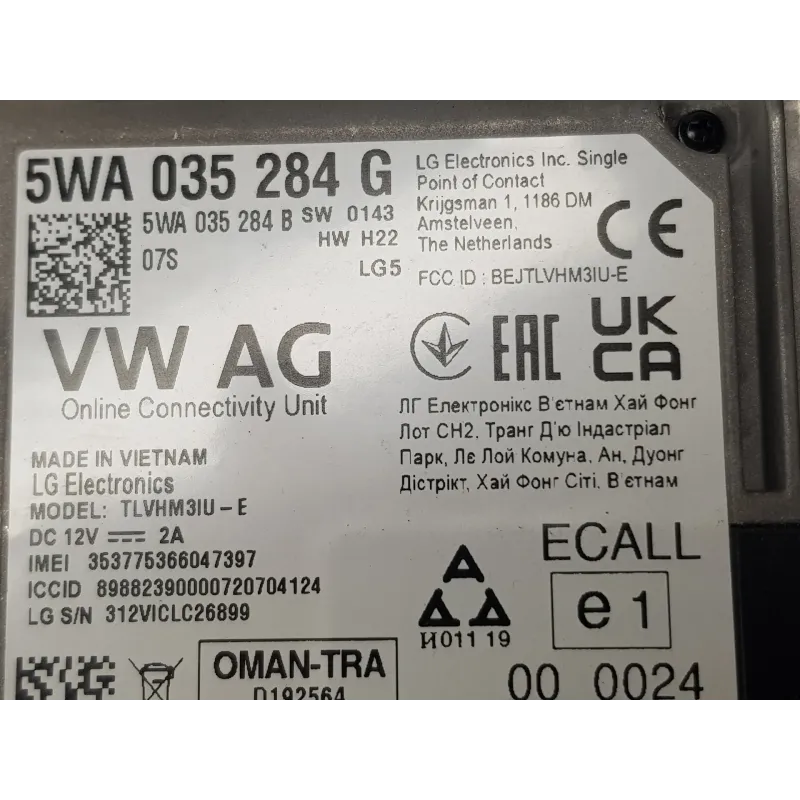 5WA 035 284 G
5WA 035 284 B SW 0143
HW H22
07S
LG5
LG Electronics Inc. Single
Point of Contact
Krijgsman 1, 1186 DM
Amstelveen,
The Netherlands
FCC ID : BEJTLVHM3IU-E
CE
VW AG
Online Connectivity Unit
EAC
UK
CA
ЛГ Електронікс В'єтнам Хай Фонг
Лот СН2, Транг Д'ю Індастріал
Парк, Лє Лой Комуна, Ан, Дуонг
Дістрікт, Хай Фонг Сіті, В'єтнам
MADE IN VIETNAM
LG Electronics
MODEL: TLVHM3IU-E
DC 12V ⎓ 2A
IMEI 353775366047397
ICCID 89882390000720704124
LG S/N 312VICLC26899
И011 19
ECALL
e1
00 0024
OMAN-TRA
D192564